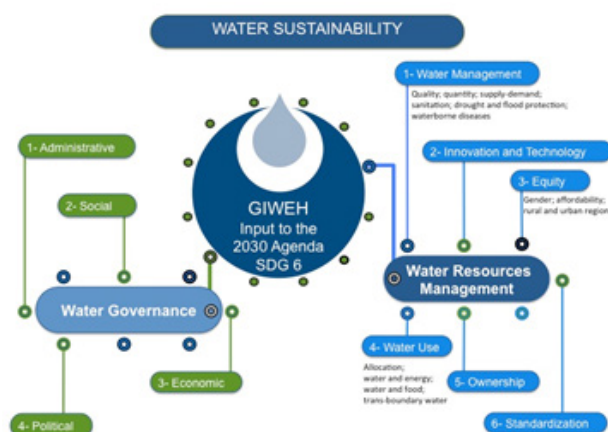 WATER SUSTAINABILITY
GIWEH
Input to the
2030 Agenda
SDG 6
1- Administrative
2- Social
Water Governance
3- Economic
4- Political
1- Water Management
Quality; quantity; supply-demand;
sanitation; drought and flood protection;
waterborne diseases
2- Innovation and Technology
3- Equity
Gender; affordability;
rural and urban region
Water Resources
Management
4- Water Use
Allocation;
water and energy;
water and food;
trans-boundary water
5- Ownership
6- Standardization